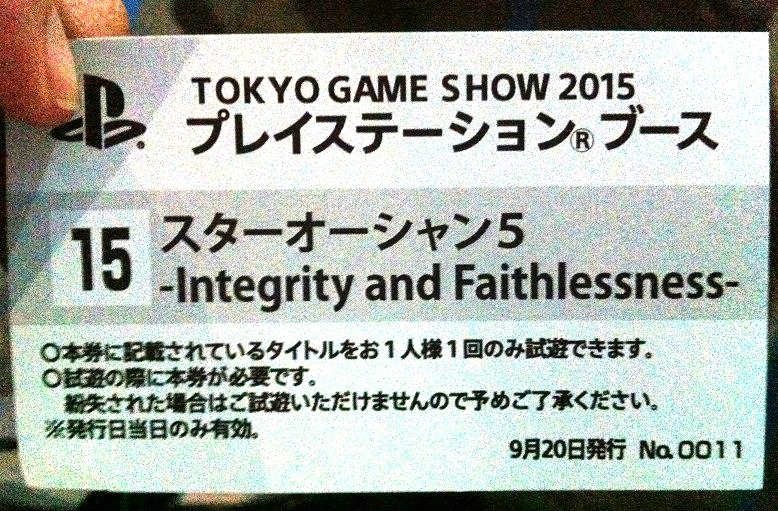 TOKYO GAME SHOW 2015
プレイステーション®ブース
15
スターオーシャン5
-Integrity and Faithlessness-
○本券に記載されているタイトルをお1人様1回のみ試遊できます。
○試遊の際に本券が必要です。
紛失された場合はご試遊いただけませんので予めご了承ください。
※発行日当日のみ有効。
9月20日発行 No.0011